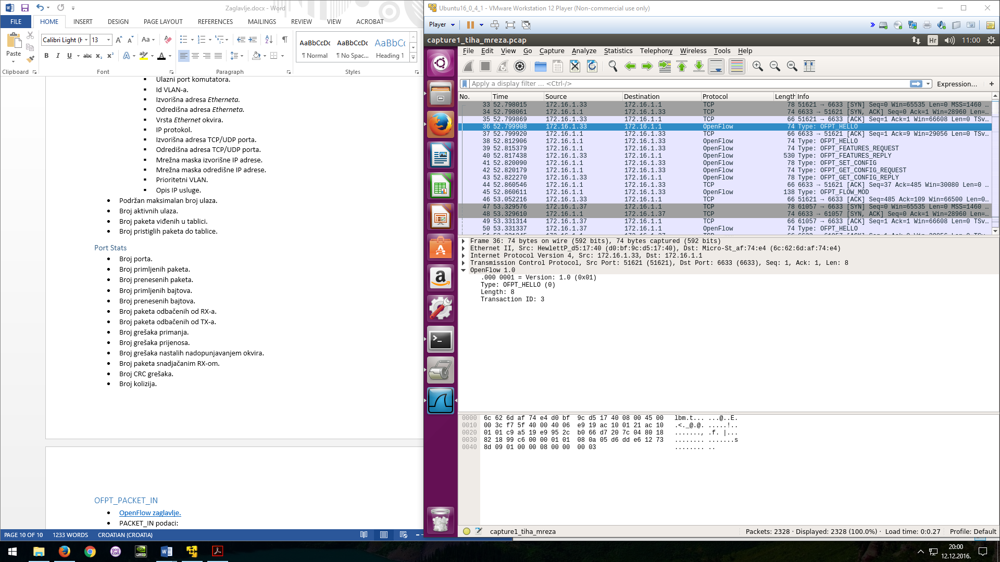 Zaglavlje.docx - Word
FILE HOME INSERT DESIGN PAGE LAYOUT REFERENCES MAILINGS REVIEW VIEW ACROBAT
Calibri Light (H 13
Paste
B I U abc x₂ x²
AaBbCcDc AaBbCcDc AaBbCc
¶ Normal ¶ No Spac... Heading 1
Clipboard Font Paragraph Styles
Ulazni port komutatora.
Id VLAN-a.
Izvorišna adresa Etherneta.
Odredišna adresa Etherneta.
Vrsta Ethernet okvira.
IP protokol.
Izvorišna adresa TCP/UDP porta.
Odredišna adresa TCP/UDP porta.
Mrežna maska izvorišne IP adrese.
Mrežna maska odredišne IP adrese.
Prioritetni VLAN.
Opis IP usluge.
Podržan maksimalan broj ulaza.
Broj aktivnih ulaza.
Broj paketa viđenih u tablici.
Broj pristiglih paketa do tablice.
Port Stats
Broj porta.
Broj primljenih paketa.
Broj prenesenih paketa.
Broj primljenih bajtova.
Broj prenesenih bajtova.
Broj paketa odbačenih od RX-a.
Broj paketa odbačenih od TX-a.
Broj grešaka primanja.
Broj grešaka prijenosa.
Broj grešaka nastalih nadopunjavanjem okvira.
Broj paketa snadjačanim RX-om.
Broj CRC grešaka.
Broj kolizija.
OFPT_PACKET_IN
OpenFlow zaglavlje.
PACKET_IN podaci:
PAGE 10 OF 10 1233 WORDS CROATIAN (CROATIA)
Ubuntu16_0_4_1 - VMware Workstation 12 Player (Non-commercial use only)
Player
capture1_tiha_mreza.pcap Hr 11:00
File Edit View Go Capture Analyze Statistics Telephony Wireless Tools Help
Apply a display filter ... <Ctrl-/> Expression... +
No. Time Source Destination Protocol Length Info
33 52.798015 172.16.1.33 172.16.1.1 TCP 78 51621 → 6633 [SYN] Seq=0 Win=65535 Len=0 MSS=1460 ...
34 52.798061 172.16.1.1 172.16.1.33 TCP 74 6633 → 51621 [SYN, ACK] Seq=0 Ack=1 Win=28960 Len=...
35 52.799869 172.16.1.33 172.16.1.1 TCP 66 51621 → 6633 [ACK] Seq=1 Ack=1 Win=66608 Len=0 TSv...
36 52.799908 172.16.1.33 172.16.1.1 OpenFlow 74 Type: OFPT_HELLO
37 52.799920 172.16.1.1 172.16.1.33 TCP 66 6633 → 51621 [ACK] Seq=1 Ack=9 Win=29056 Len=0 TSv...
38 52.812906 172.16.1.1 172.16.1.33 OpenFlow 74 Type: OFPT_HELLO
39 52.815379 172.16.1.1 172.16.1.33 OpenFlow 74 Type: OFPT_FEATURES_REQUEST
40 52.817438 172.16.1.33 172.16.1.1 OpenFlow 530 Type: OFPT_FEATURES_REPLY
41 52.820090 172.16.1.1 172.16.1.33 OpenFlow 78 Type: OFPT_SET_CONFIG
42 52.820179 172.16.1.1 172.16.1.33 OpenFlow 74 Type: OFPT_GET_CONFIG_REQUEST
43 52.822270 172.16.1.33 172.16.1.1 OpenFlow 78 Type: OFPT_GET_CONFIG_REPLY
44 52.860546 172.16.1.1 172.16.1.33 TCP 66 6633 → 51621 [ACK] Seq=37 Ack=485 Win=30080 Len=0 ...
45 52.860611 172.16.1.1 172.16.1.33 OpenFlow 138 Type: OFPT_FLOW_MOD
46 53.052216 172.16.1.33 172.16.1.1 TCP 66 51621 → 6633 [ACK] Seq=485 Ack=109 Win=66500 Len=0...
47 53.329576 172.16.1.37 172.16.1.1 TCP 78 61057 → 6633 [SYN] Seq=0 Win=65535 Len=0 MSS=1460 ...
48 53.329610 172.16.1.1 172.16.1.37 TCP 74 6633 → 61057 [SYN, ACK] Seq=0 Ack=1 Win=28960 Len=...
49 53.331314 172.16.1.37 172.16.1.1 TCP 66 61057 → 6633 [ACK] Seq=1 Ack=1 Win=66608 Len=0 TSv...
50 53.331337 172.16.1.37 172.16.1.1 OpenFlow 74 Type: OFPT_HELLO
Frame 36: 74 bytes on wire (592 bits), 74 bytes captured (592 bits)
Ethernet II, Src: HewlettP_d5:17:40 (d0:bf:9c:d5:17:40), Dst: Micro-St_af:74:e4 (6c:62:6d:af:74:e4)
Internet Protocol Version 4, Src: 172.16.1.33, Dst: 172.16.1.1
Transmission Control Protocol, Src Port: 51621 (51621), Dst Port: 6633 (6633), Seq: 1, Ack: 1, Len: 8
OpenFlow 1.0
.000 0001 = Version: 1.0 (0x01)
Type: OFPT_HELLO (0)
Length: 8
Transaction ID: 3
0000 6c 62 6d af 74 e4 d0 bf 9c d5 17 40 08 00 45 00 lbm.t... ...@..E.
0010 00 3c f7 5f 40 00 40 06 e9 19 ac 10 01 21 ac 10 .<._@.@. .....!..
0020 01 01 c9 a5 19 e9 95 2c b0 66 d7 20 7c 04 80 18 ......., .f. |...
0030 82 18 99 c6 00 00 01 01 08 0a 05 d6 dd e6 12 73 ........ .......s
0040 8d 09 01 00 00 08 00 00 00 03 ........ ..
capture1_tiha_mreza Packets: 2328 · Displayed: 2328 (100.0%) · Load time: 0:0.27 Profile: Default
20:00
12.12.2016.